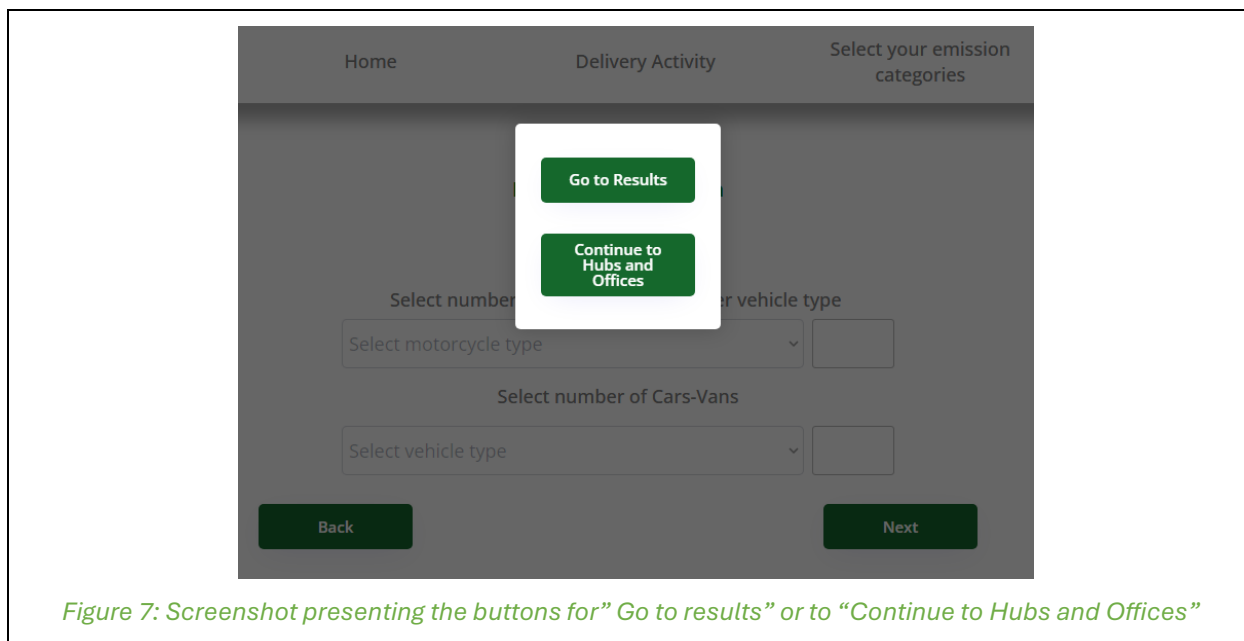 Home
Delivery Activity
Select your emission
categories
Go to Results
Continue to
Hubs and
Offices
Select number
er vehicle type
Select motorcycle type
Select number of Cars-Vans
Select vehicle type
Back
Next
Figure 7: Screenshot presenting the buttons for” Go to results” or to “Continue to Hubs and Offices”